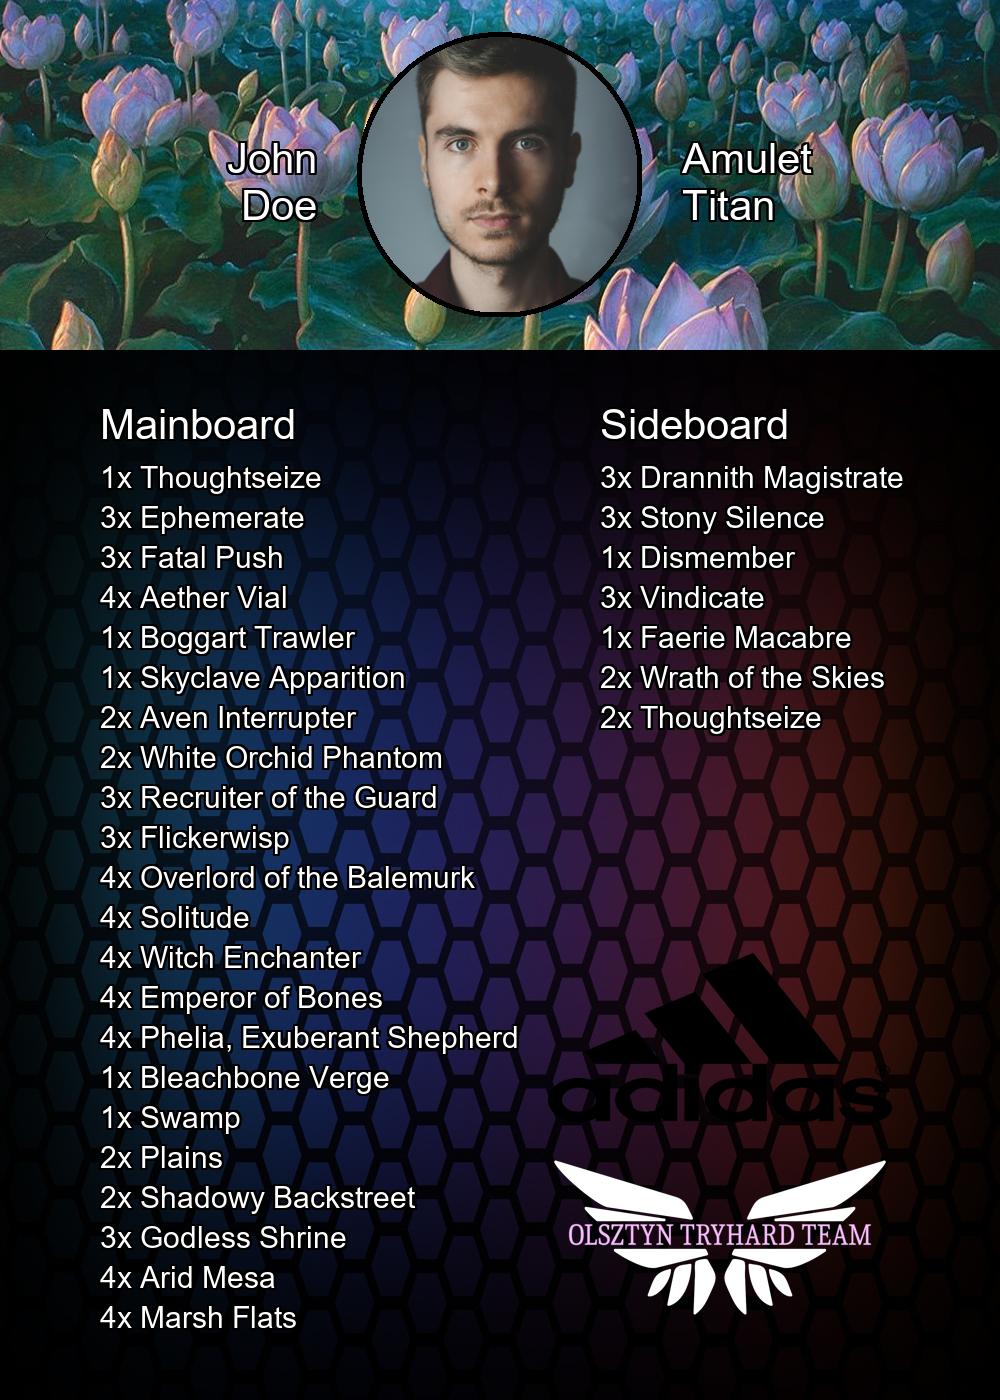 John
Doe
Amulet
Titan
Mainboard
1x Thoughtseize
3x Ephemerate
3x Fatal Push
4x Aether Vial
1x Boggart Trawler
1x Skyclave Apparition
2x Aven Interrupter
2x White Orchid Phantom
3x Recruiter of the Guard
3x Flickerwisp
4x Overlord of the Balemurk
4x Solitude
4x Witch Enchanter
4x Emperor of Bones
4x Phelia, Exuberant Shepherd
1x Bleachbone Verge
1x Swamp
2x Plains
2x Shadowy Backstreet
3x Godless Shrine
4x Arid Mesa
4x Marsh Flats
Sideboard
3x Drannith Magistrate
3x Stony Silence
1x Dismember
3x Vindicate
1x Faerie Macabre
2x Wrath of the Skies
2x Thoughtseize
adidas®
OLSZTYN TRYHARD TEAM